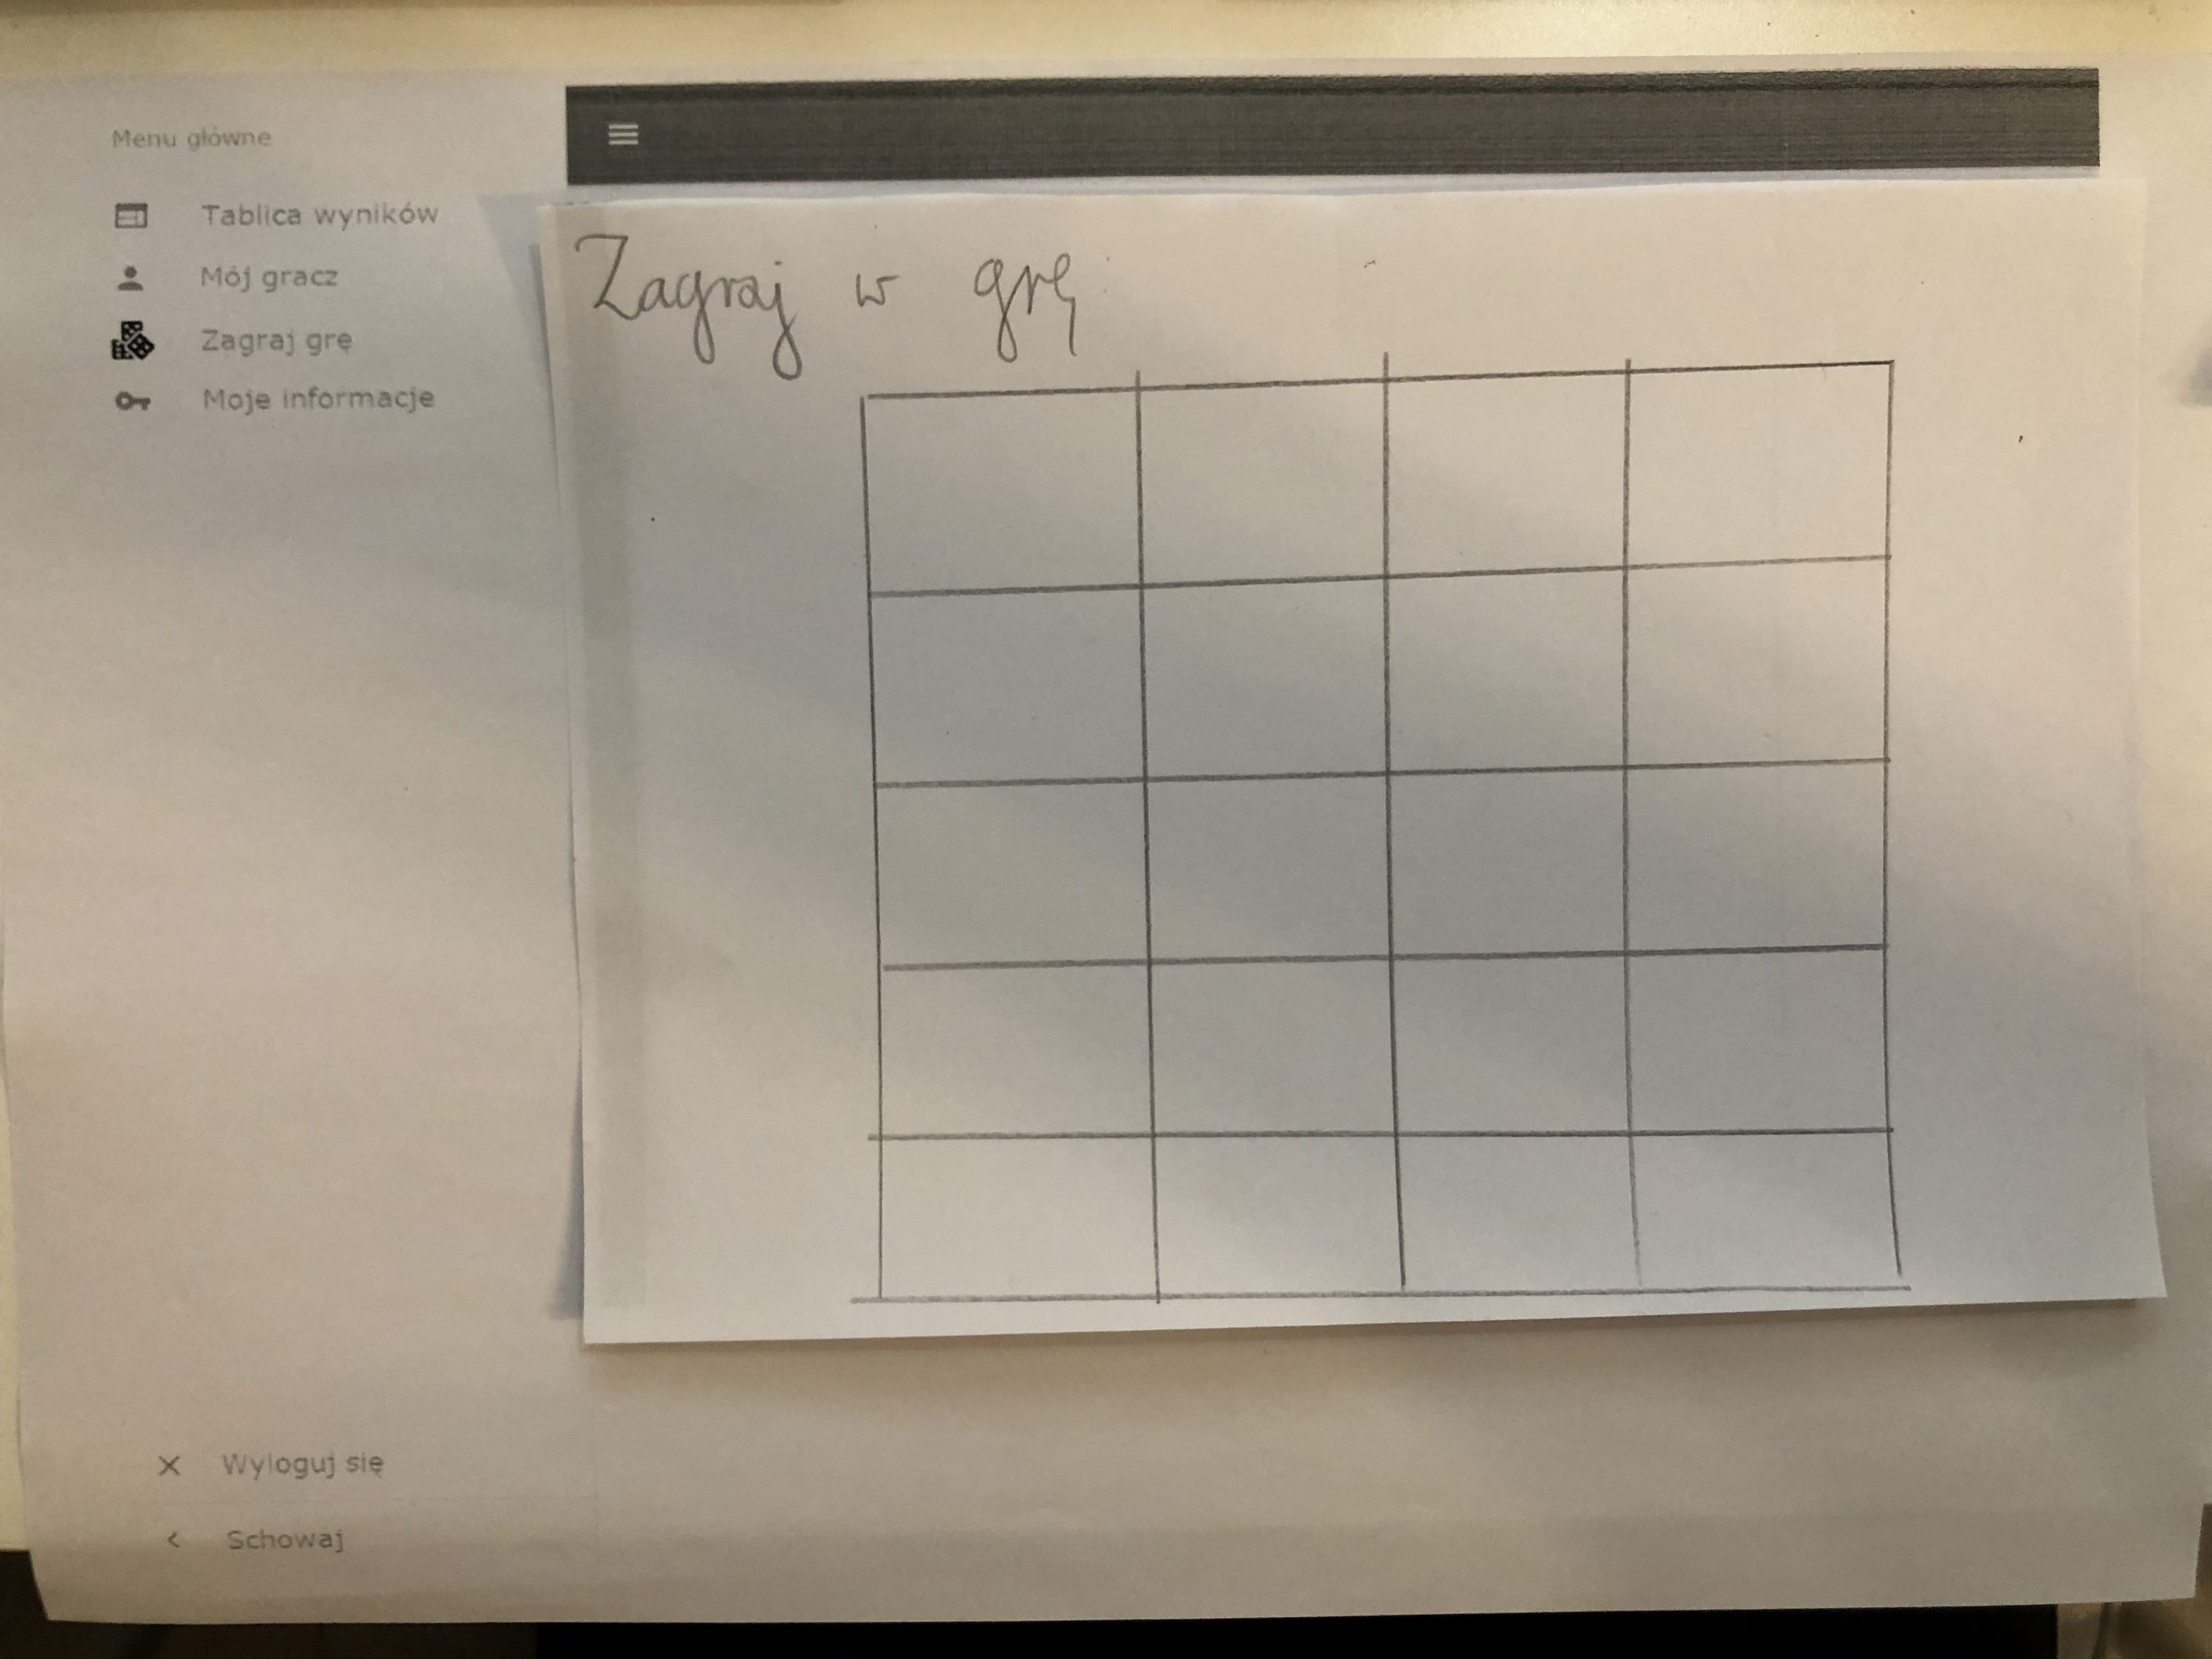 Menu główne
Tablica wyników
Mój gracz
Zagraj grę
Moje informacje
Zagraj w grę
Wyloguj się
Schowaj